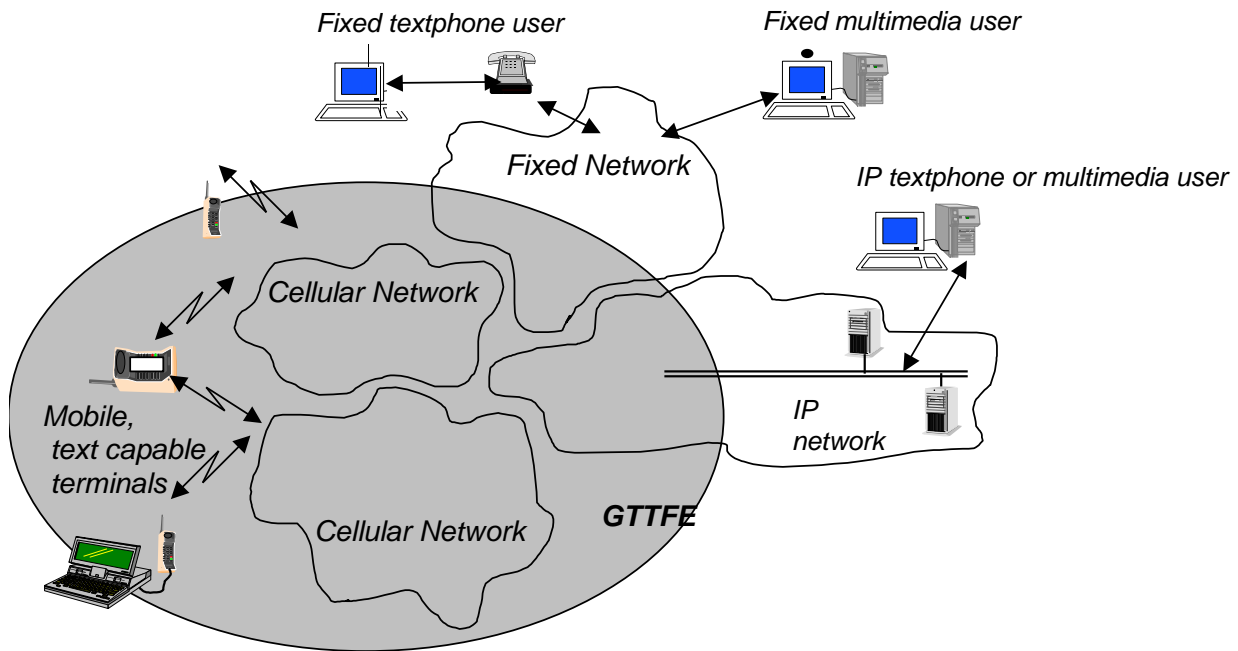 Fixed textphone user
Fixed multimedia user
Fixed Network
IP textphone or multimedia user
Cellular Network
Mobile,
text capable
terminals
IP
network
GTTFE
Cellular Network